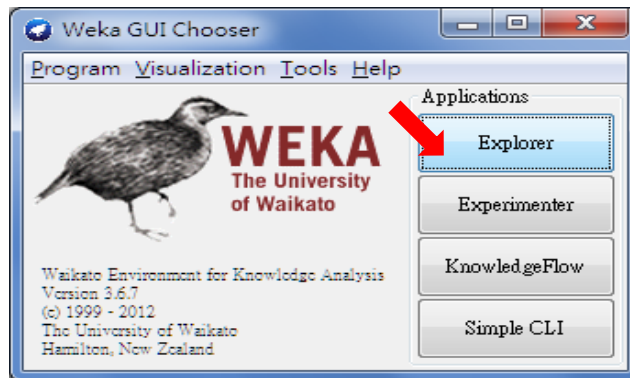 Weka GUI Chooser
Program Visualization Tools Help
WEKA
The University
of Waikato
Waikato Environment for Knowledge Analysis
Version 3.6.7
(c) 1999 - 2012
The University of Waikato
Hamilton, New Zealand
Applications
Explorer
Experimenter
KnowledgeFlow
Simple CLI